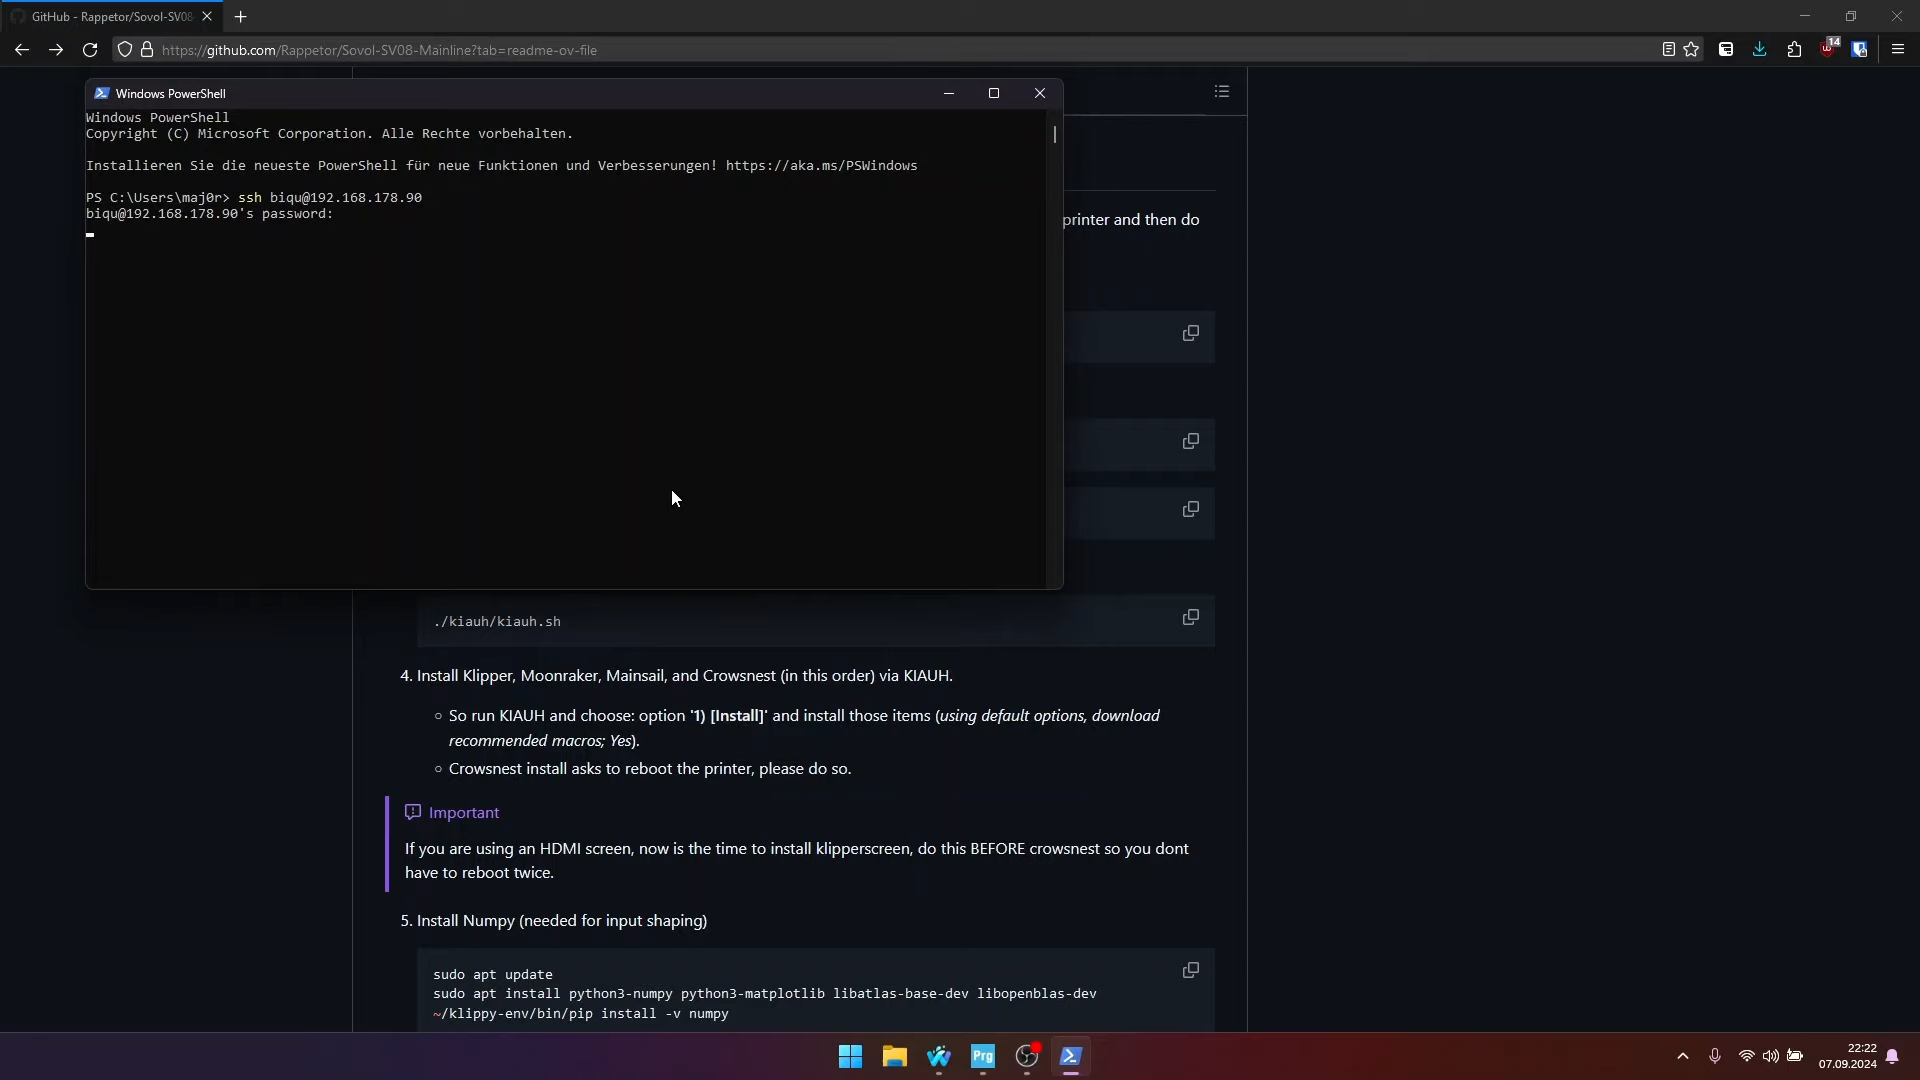 GitHub - Rappetor/Sovol-SV08
https://github.com/Rappetor/Sovol-SV08-Mainline?tab=readme-ov-file
14
Windows PowerShell
Windows PowerShell
Copyright (C) Microsoft Corporation. Alle Rechte vorbehalten.
Installieren Sie die neueste PowerShell für neue Funktionen und Verbesserungen! https://aka.ms/PSWindows
PS C:\Users\maj0r> ssh biqu@192.168.178.90
biqu@192.168.178.90's password:
printer and then do
./kiauh/kiauh.sh
4. Install Klipper, Moonraker, Mainsail, and Crowsnest (in this order) via KIAUH.
So run KIAUH and choose: option '1) [Install]' and install those items (using default options, download
recommended macros; Yes).
Crowsnest install asks to reboot the printer, please do so.
Important
If you are using an HDMI screen, now is the time to install klipperscreen, do this BEFORE crowsnest so you dont
have to reboot twice.
5. Install Numpy (needed for input shaping)
sudo apt update
sudo apt install python3-numpy python3-matplotlib libatlas-base-dev libopenblas-dev
~/klippy-env/bin/pip install -v numpy
Prg
22:22
07.09.2024